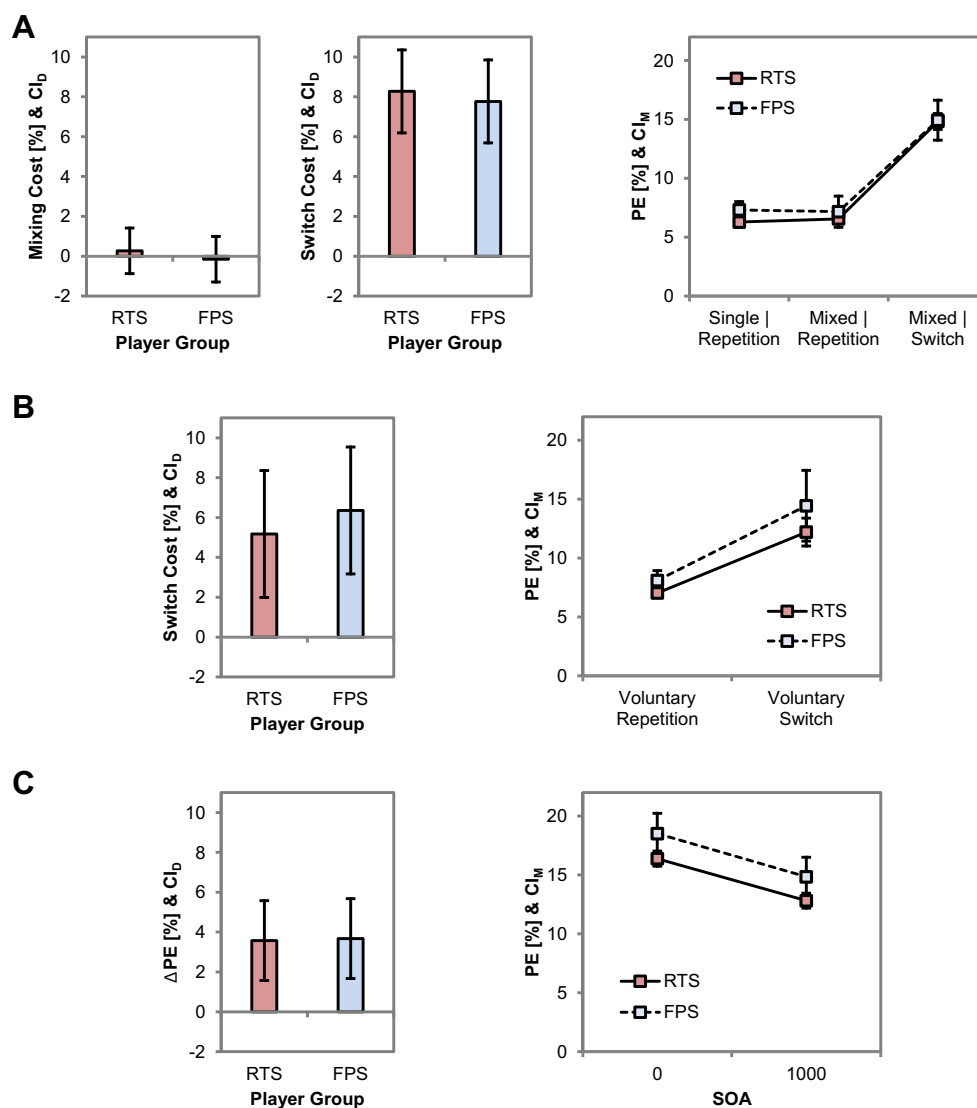 A
Mixing Cost [%] & CI_D
10
8
6
4
2
0
-2
RTS
FPS
Player Group
Switch Cost [%] & CI_D
10
8
6
4
2
0
-2
RTS
FPS
Player Group
PE [%] & CI_M
20
15
10
5
0
RTS
FPS
Single |
Repetition
Mixed |
Repetition
Mixed |
Switch
B
Switch Cost [%] & CI_D
10
8
6
4
2
0
-2
RTS
FPS
Player Group
PE [%] & CI_M
20
15
10
5
0
RTS
FPS
Voluntary
Repetition
Voluntary
Switch
C
ΔPE [%] & CI_D
10
8
6
4
2
0
-2
RTS
FPS
Player Group
PE [%] & CI_M
20
15
10
5
0
RTS
FPS
0
1000
SOA